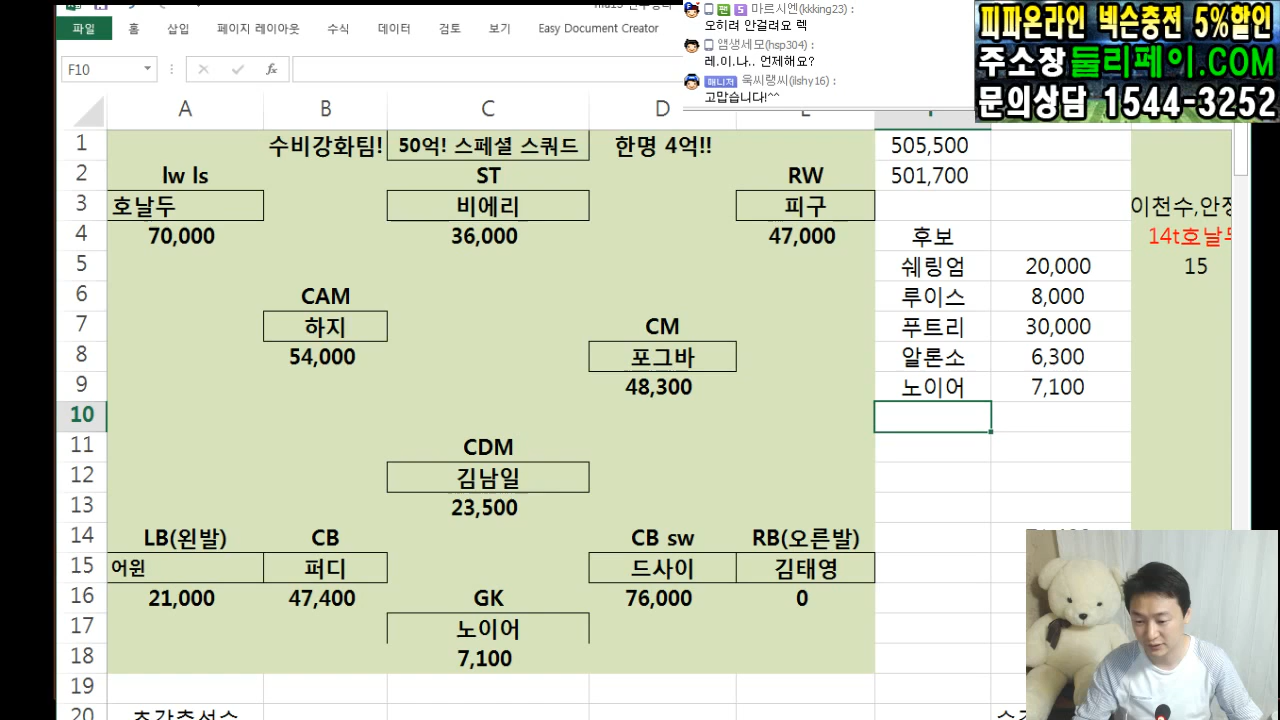 파일 홈 삽입 페이지 레이아웃 수식 데이터 검토 보기 Easy Document Creator
팬 S 마르시엔(kkking23) :
오히려 안걸려요 렉
앰생세모(hsp304) :
레.이.나.. 언제해요?
매니저 욱씨랭씨(ilshy16) :
고맙습니다!^^
피파온라인 넥슨충전 5%할인
주소창 둘리페이.COM
문의상담 1544-3252
F10
fx
A B C D E
1 수비강화팀! 50억! 스페셜 스쿼드 한명 4억!! 505,500
2 lw ls ST RW 501,700
3 호날두 비에리 피구 이천수,안정
4 70,000 36,000 47,000 후보 14t호날두
5 쉐링엄 20,000 15
6 CAM 루이스 8,000
7 하지 CM 푸트리 30,000
8 54,000 포그바 알론소 6,300
9 48,300 노이어 7,100
10
11 CDM
12 김남일
13 23,500
14 LB(왼발) CB CB sw RB(오른발)
15 어윈 퍼디 드사이 김태영
16 21,000 47,400 GK 76,000 0
17 노이어
18 7,100
19
20